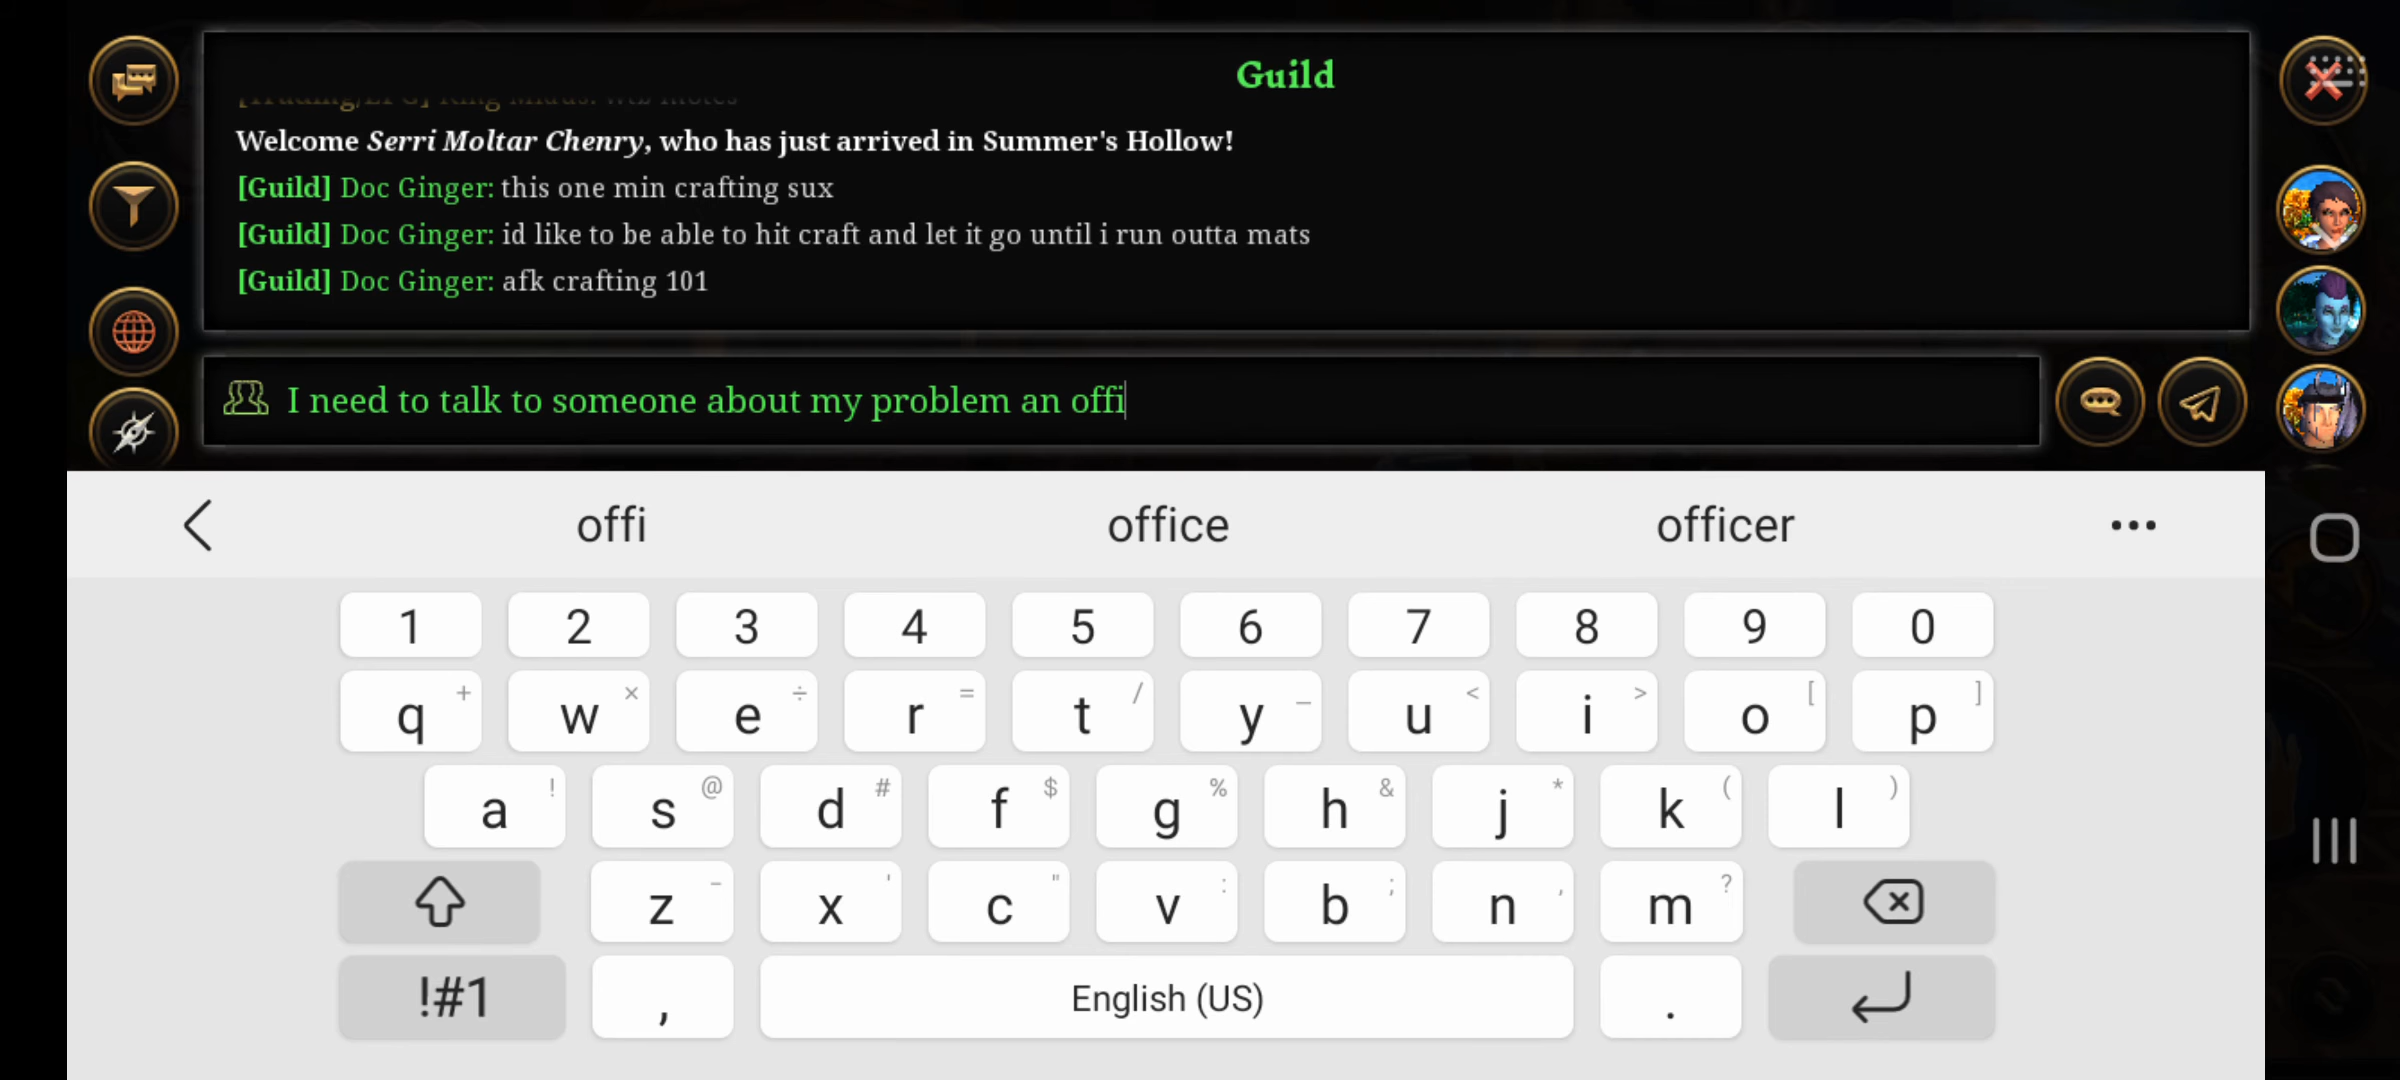 Guild
Welcome Serri Moltar Chenry, who has just arrived in Summer's Hollow!
[Guild] Doc Ginger: this one min crafting sux
[Guild] Doc Ginger: id like to be able to hit craft and let it go until i run outta mats
[Guild] Doc Ginger: afk crafting 101
I need to talk to someone about my problem an offi
offi office officer
1 2 3 4 5 6 7 8 9 0
q + w × e ÷ r = t / y _ u < i > o [ p ]
a ! s @ d # f $ g % h & j * k ( l )
z - x ' c " v : b ; n , m ?
!#1 , English (US) .